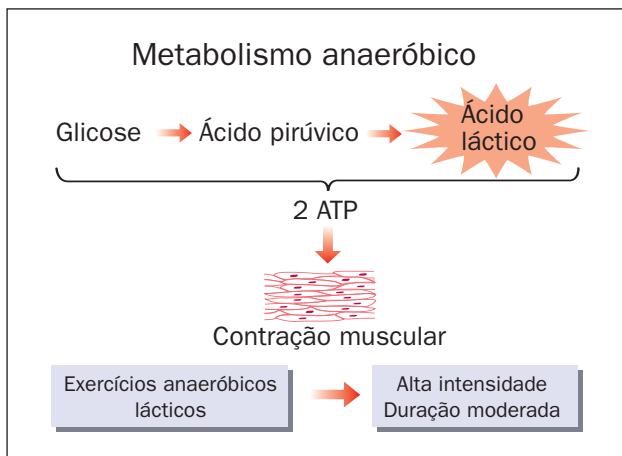 Metabolismo anaeróbico
Glicose Ácido pirúvico Ácido
láctico
2 ATP
Contração muscular
Exercícios anaeróbicos
lácticos
Alta intensidade
Duração moderada